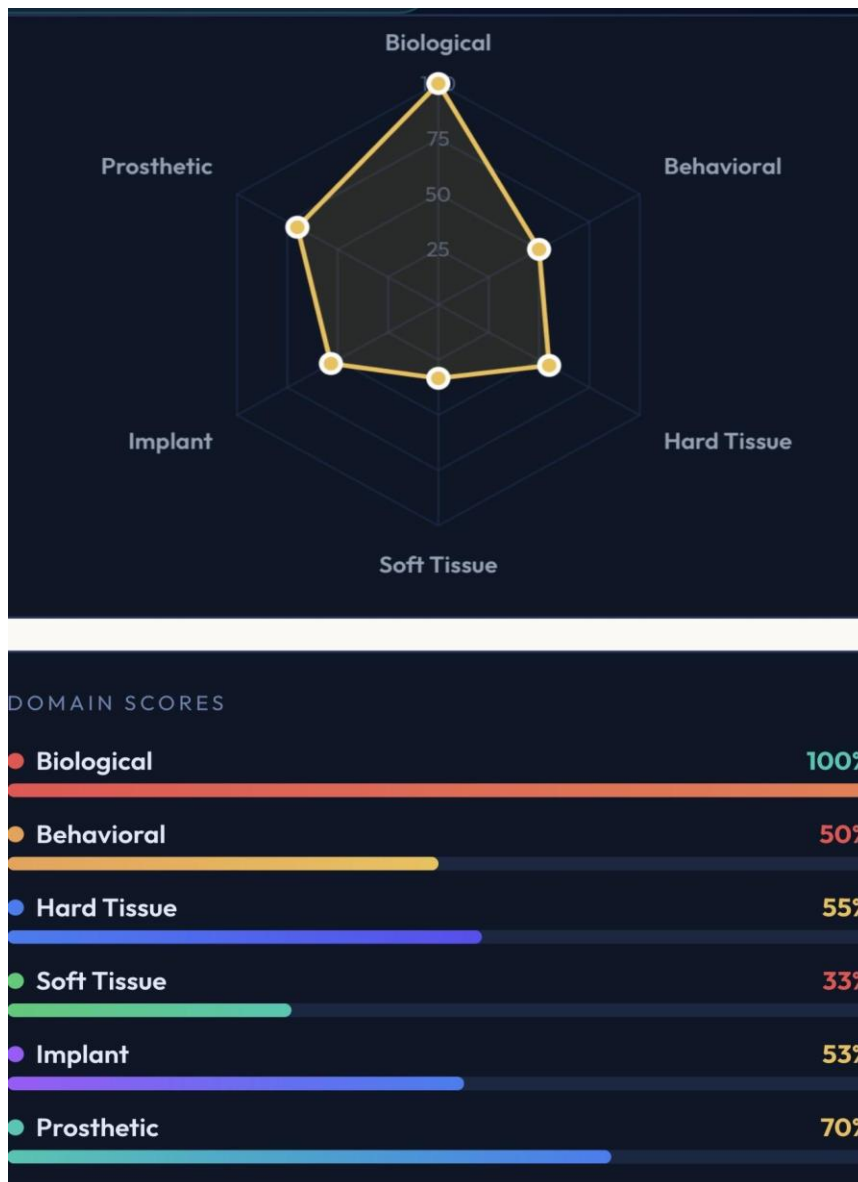 Biological
100
75
Prosthetic
Behavioral
50
25
Implant
Hard Tissue
Soft Tissue
DOMAIN SCORES
Biological 100%
Behavioral 50%
Hard Tissue 55%
Soft Tissue 33%
Implant 53%
Prosthetic 70%